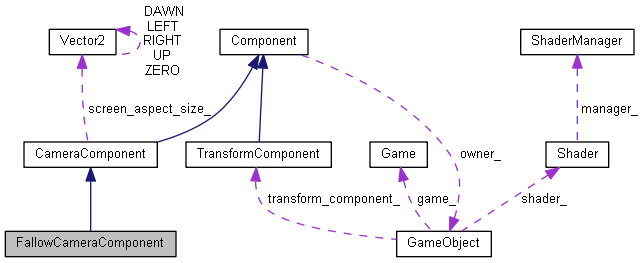 DAWN
LEFT
RIGHT
UP
ZERO
Vector2
Component
ShaderManager
screen_aspect_size_
manager_
CameraComponent
TransformComponent
Game
owner_
Shader
transform_component_
game_
shader_
FallowCameraComponent
GameObject